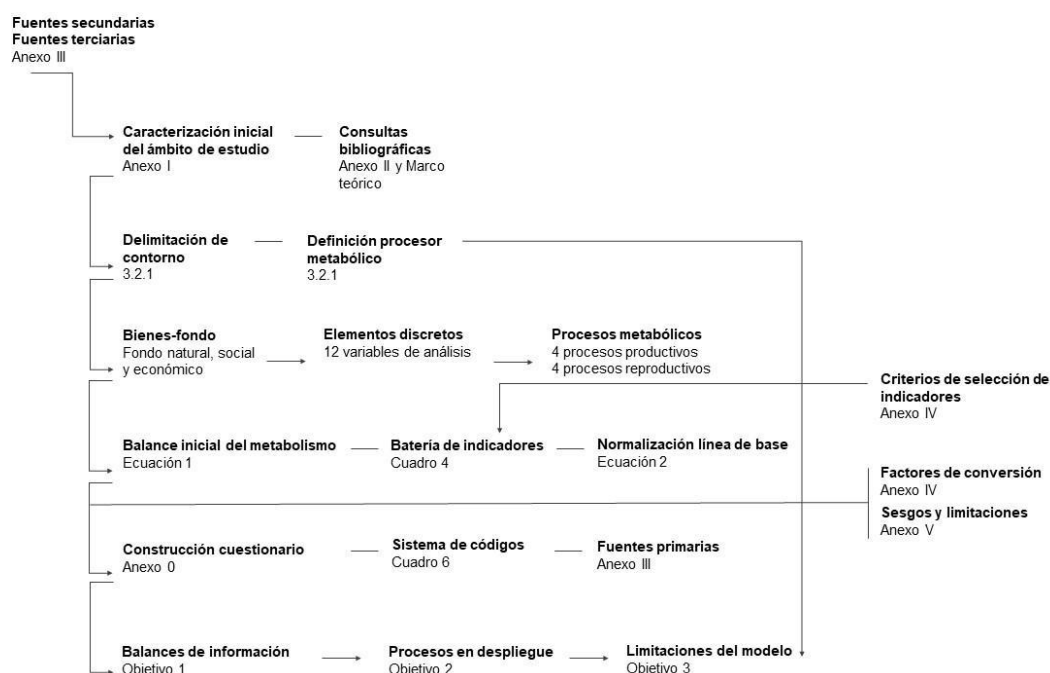 Fuentes secundarias
Fuentes terciarias
Anexo III
Caracterización inicial
del ámbito de estudio
Anexo I
Consultas
bibliográficas
Anexo II y Marco
teórico
Delimitación de
contorno
3.2.1
Definición procesor
metabólico
3.2.1
Bienes-fondo
Fondo natural, social
y económico
Elementos discretos
12 variables de análisis
Procesos metabólicos
4 procesos productivos
4 procesos reproductivos
Criterios de selección de
indicadores
Anexo IV
Balance inicial del metabolismo
Ecuación 1
Batería de indicadores
Cuadro 4
Normalización línea de base
Ecuación 2
Factores de conversión
Anexo IV
Sesgos y limitaciones
Anexo V
Construcción cuestionario
Anexo 0
Sistema de códigos
Cuadro 6
Fuentes primarias
Anexo III
Balances de información
Objetivo 1
Procesos en despliegue
Objetivo 2
Limitaciones del modelo
Objetivo 3